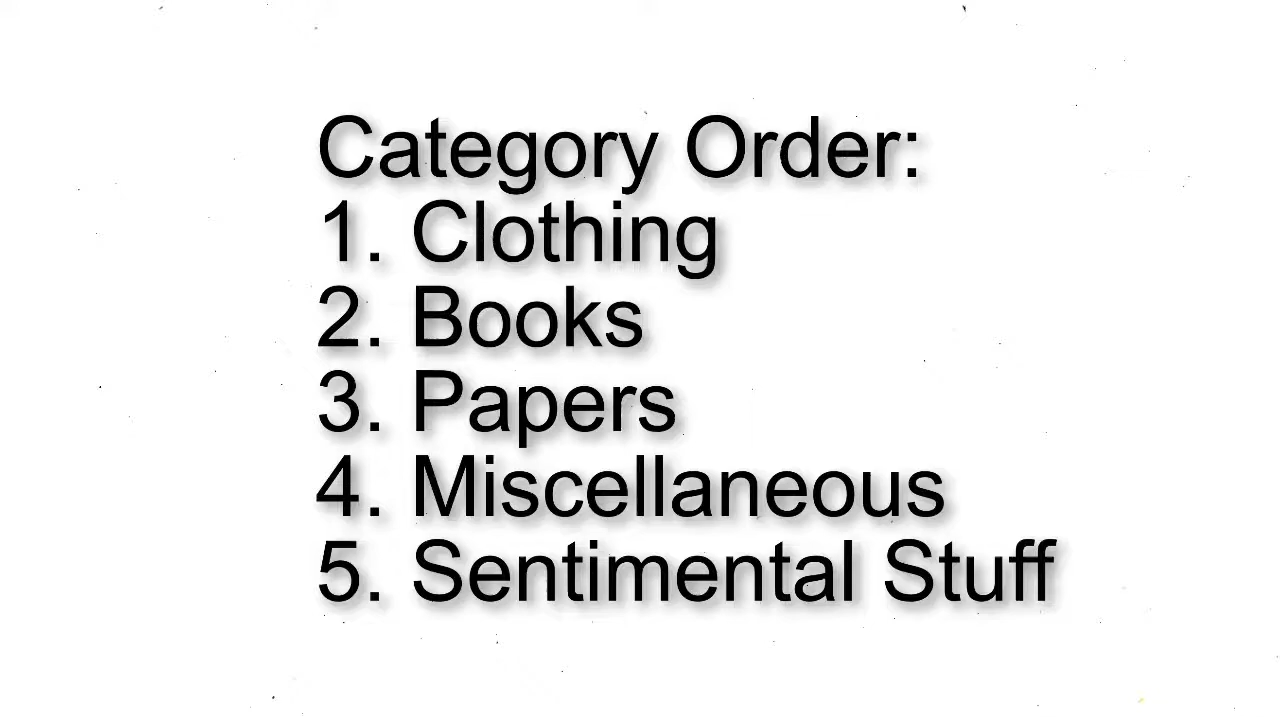 Category Order:
1. Clothing
2. Books
3. Papers
4. Miscellaneous
5. Sentimental Stuff